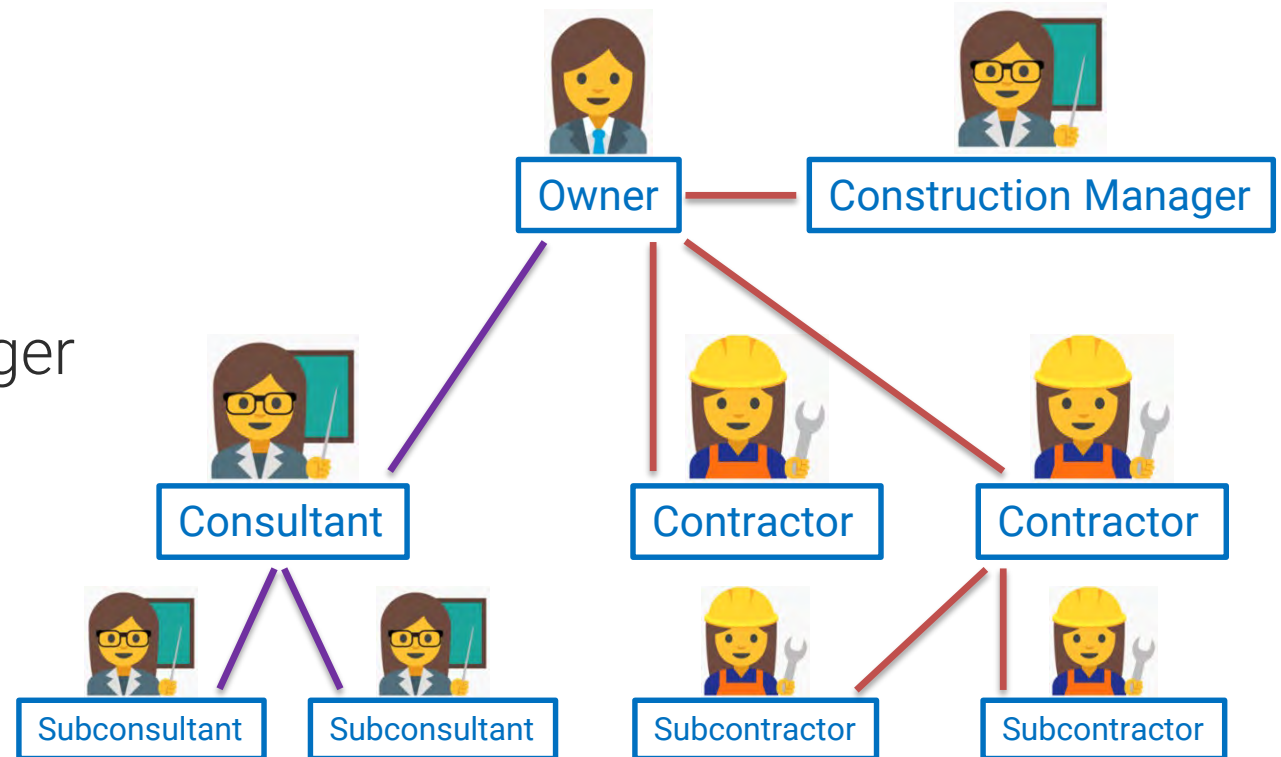 Owner
Construction Manager
ger
Consultant
Contractor
Contractor
Subconsultant
Subconsultant
Subcontractor
Subcontractor